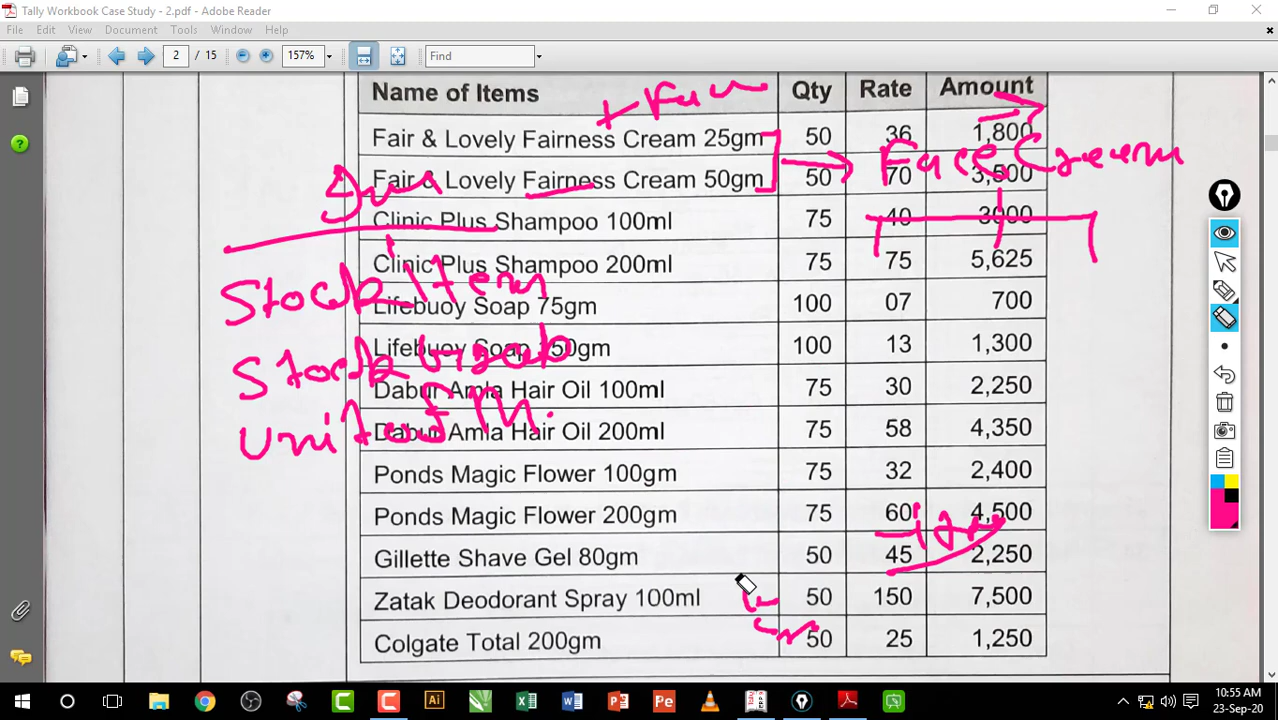 Tally Workbook Case Study - 2.pdf - Adobe Reader
File Edit View Document Tools Window Help
2 / 15 157% Find
Name of Items Qty Rate Amount
Fair & Lovely Fairness Cream 25gm 50 36 1,800
Face Cream
Fair & Lovely Fairness Cream 50gm 50 70 3,500
Clinic Plus Shampoo 100ml 75 40 3000
Clinic Plus Shampoo 200ml 75 75 5,625
Stock Item
Lifebuoy Soap 75gm 100 07 700
Lifebuoy Soap 150gm 100 13 1,300
Stock
Dabur Amla Hair Oil 100ml 75 30 2,250
Unit of M.
Dabur Amla Hair Oil 200ml 75 58 4,350
Ponds Magic Flower 100gm 75 32 2,400
Ponds Magic Flower 200gm 75 60 4,500
Gillette Shave Gel 80gm 50 45 2,250
Zatak Deodorant Spray 100ml 50 150 7,500
Colgate Total 200gm 50 25 1,250
10:55 AM
23-Sep-20